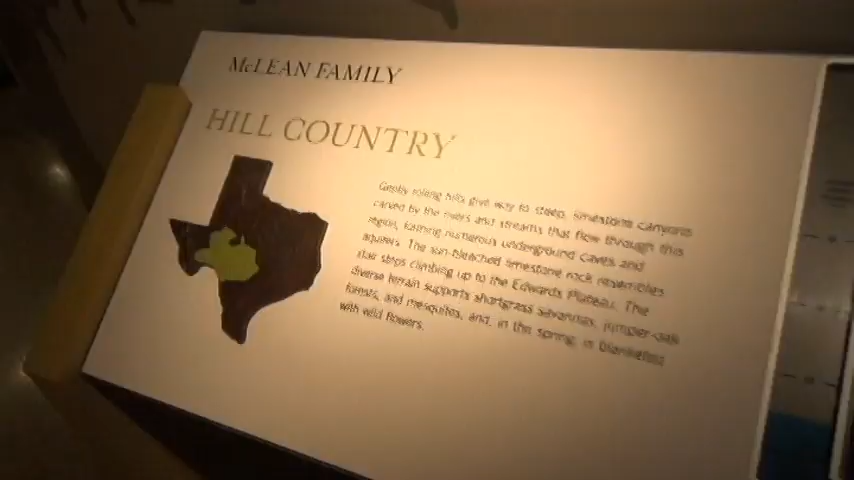 McLEAN FAMILY
HILL COUNTRY
Gently rolling hills give way to steep, limestone canyons
carved by the rivers and streams that flow through this
region, forming numerous underground caves and
aquifers. The sun-bleached limestone rock resembles
stair steps climbing up to the Edwards Plateau. The
diverse terrain supports shortgrass savannas, juniper-oak
forests, and mesquites, and, in the spring, is blanketed
with wild flowers.